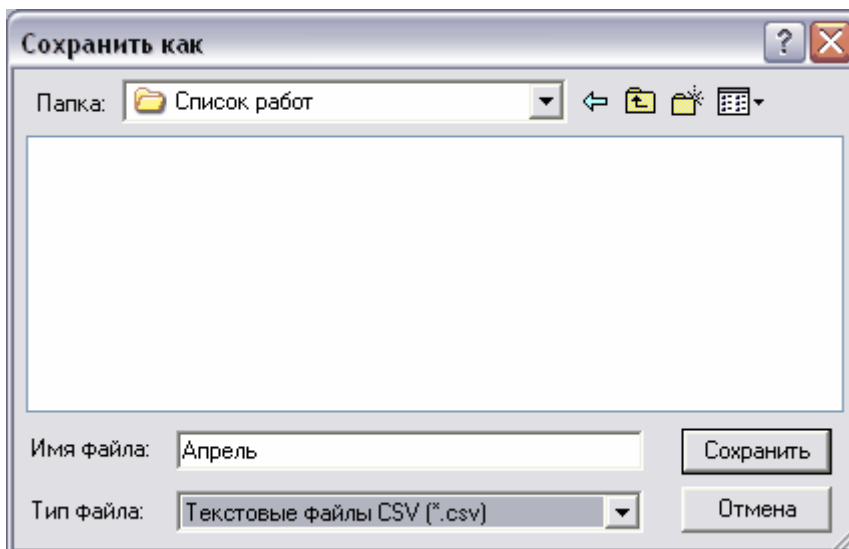 Сохранить как
Папка: Список работ
Имя файла: Апрель Сохранить
Тип файла: Текстовые файлы CSV (*.csv) Отмена